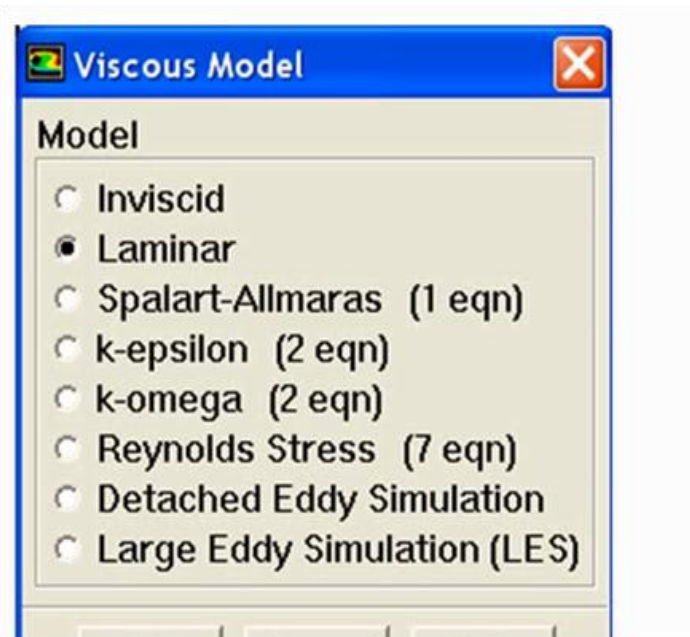 Viscous Model
Model
Inviscid
Laminar
Spalart-Allmaras (1 eqn)
k-epsilon (2 eqn)
k-omega (2 eqn)
Reynolds Stress (7 eqn)
Detached Eddy Simulation
Large Eddy Simulation (LES)